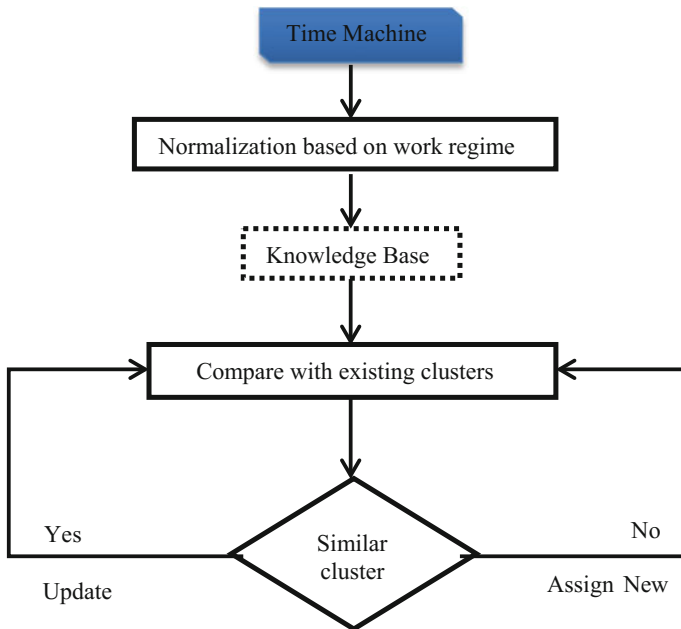 Time Machine
Normalization based on work regime
Knowledge Base
Compare with existing clusters
Yes
No
Similar
cluster
Update
Assign New